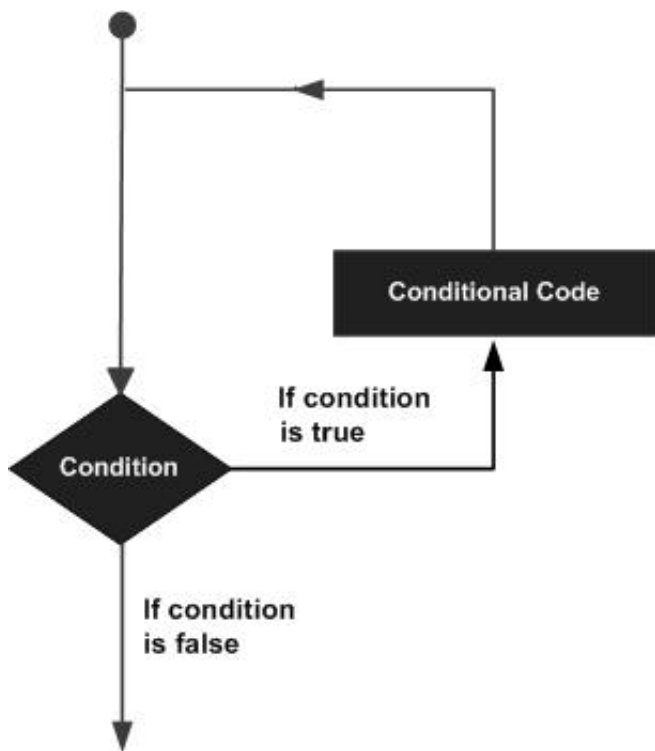 Conditional Code
If condition
is true
Condition
If condition
is false